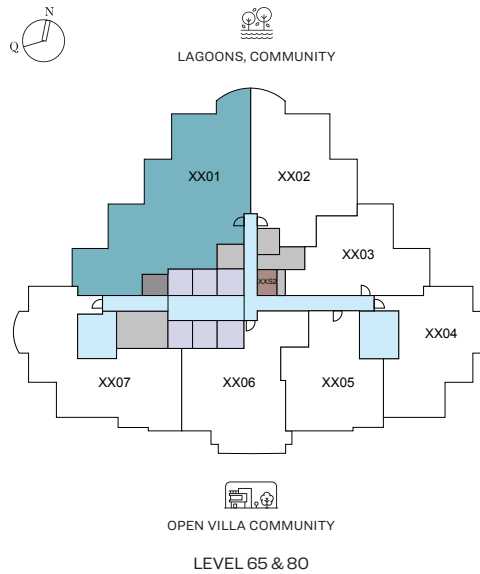 N
Q
LAGOONS, COMMUNITY
XX01
XX02
XX03
XXS2
XX04
XX07
XX06
XX05
OPEN VILLA COMMUNITY
LEVEL 65 & 80